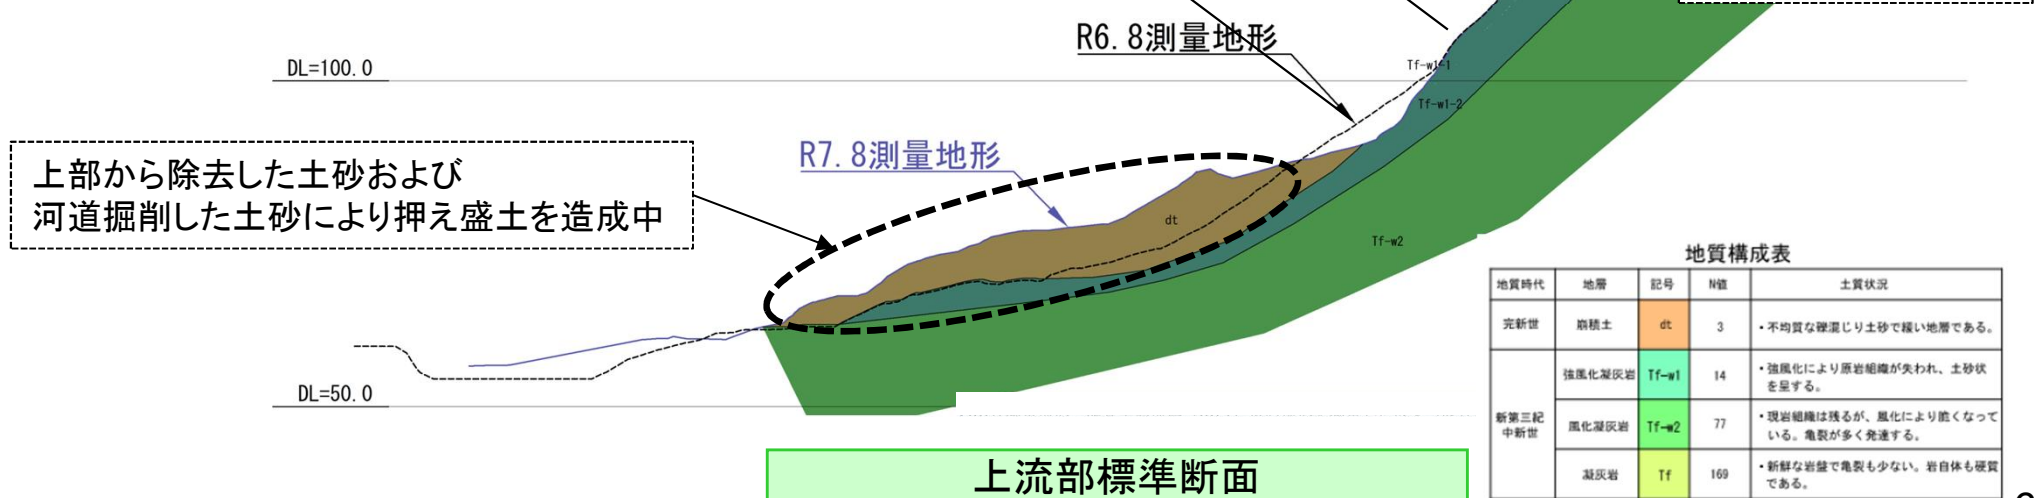 R6.8測量地形
DL=100.0
Tf-w1-1
Tf-w1-2
上部から除去した土砂および
河道掘削した土砂により押え盛土を造成中
R7.8測量地形
dt
Tf-w2
DL=50.0
上流部標準断面
地質構成表
地質時代 地層 記号 N値 土質状況
完新世 崩積土 dt 3 ・不均質な礫混じり土砂で緩い地層である。
新第三紀
中新世
強風化凝灰岩 Tf-w1 14 ・強風化により原岩組織が失われ、土砂状
を呈する。
風化凝灰岩 Tf-w2 77 ・現岩組織は残るが、風化により脆くなって
いる。亀裂が多く発達する。
凝灰岩 Tf 169 ・新鮮な岩盤で亀裂も少ない。岩自体も硬質
である。